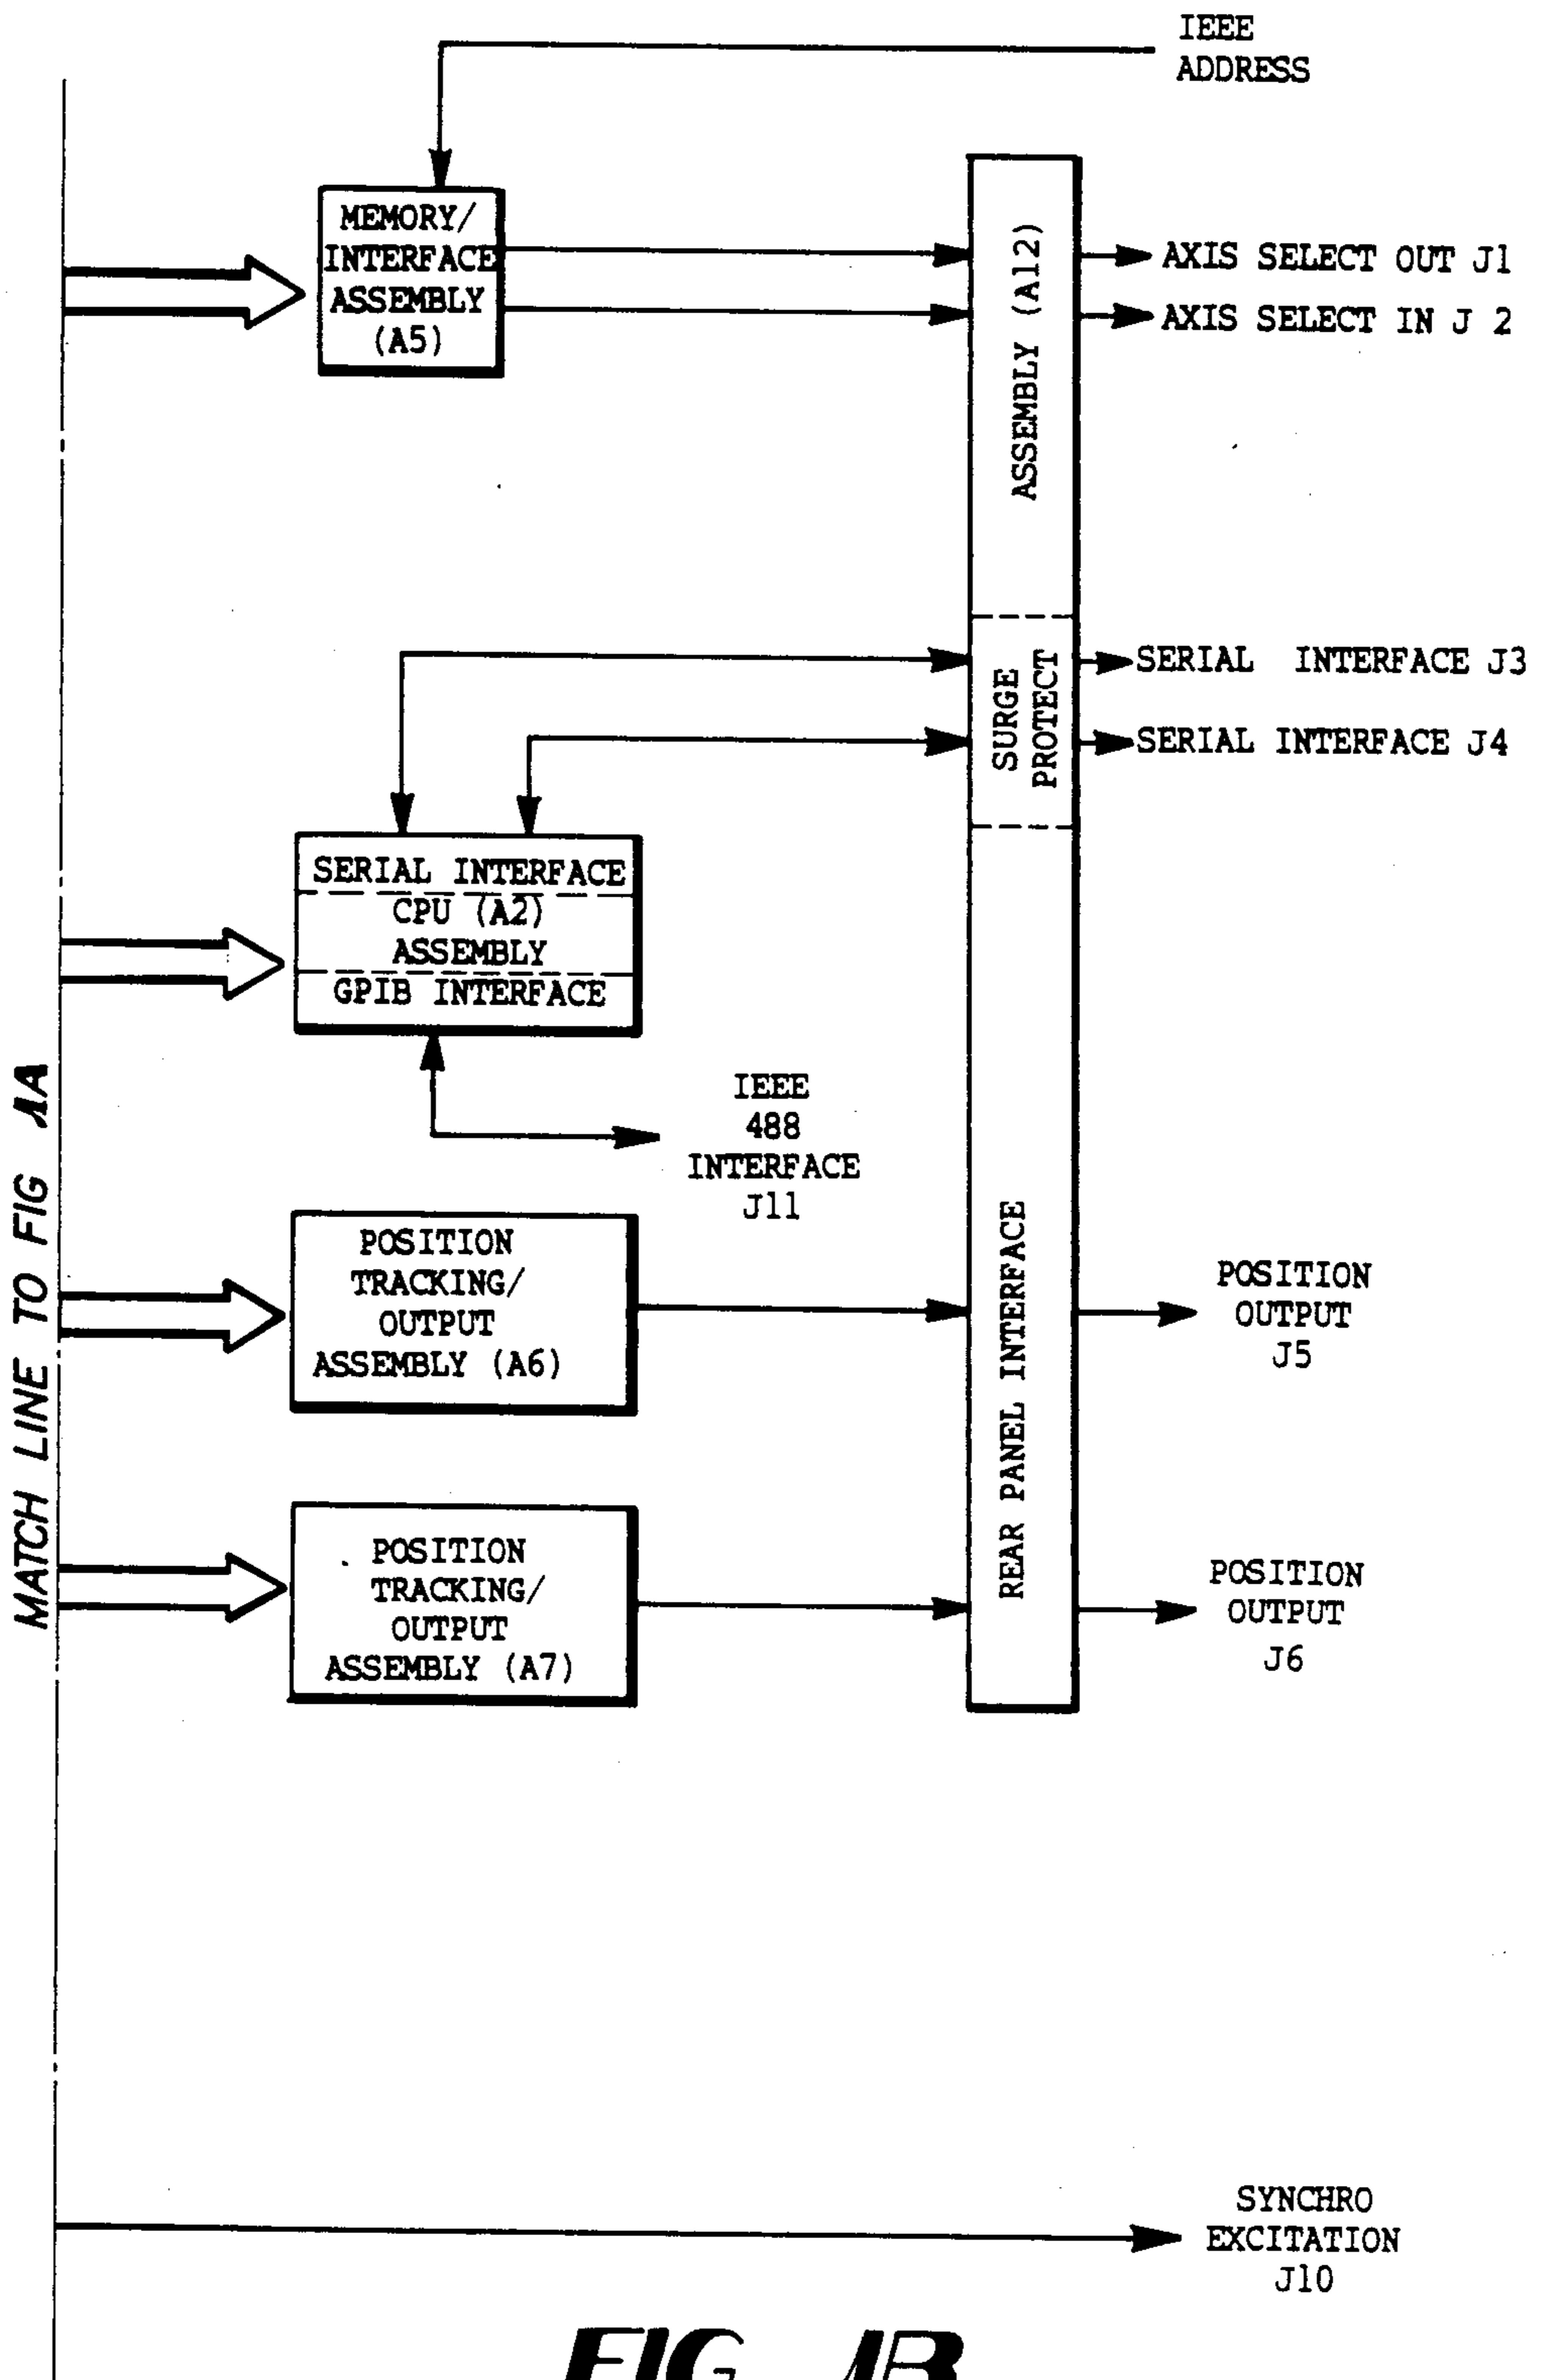 IEEE
ADDRESS
MEMORY/
INTERFACE
ASSEMBLY
(A5)
ASSEMBLY (A12)
AXIS SELECT OUT J1
AXIS SELECT IN J 2
SURGE
PROTECT
SERIAL INTERFACE J3
SERIAL INTERFACE J4
SERIAL INTERFACE
CPU (A2)
ASSEMBLY
GPIB INTERFACE
IEEE
488
INTERFACE
J11
MATCH LINE TO FIG 1A
POSITION
TRACKING/
OUTPUT
ASSEMBLY (A6)
REAR PANEL INTERFACE
POSITION
OUTPUT
J5
POSITION
TRACKING/
OUTPUT
ASSEMBLY (A7)
POSITION
OUTPUT
J6
SYNCHRO
EXCITATION
J10
FIG 1B